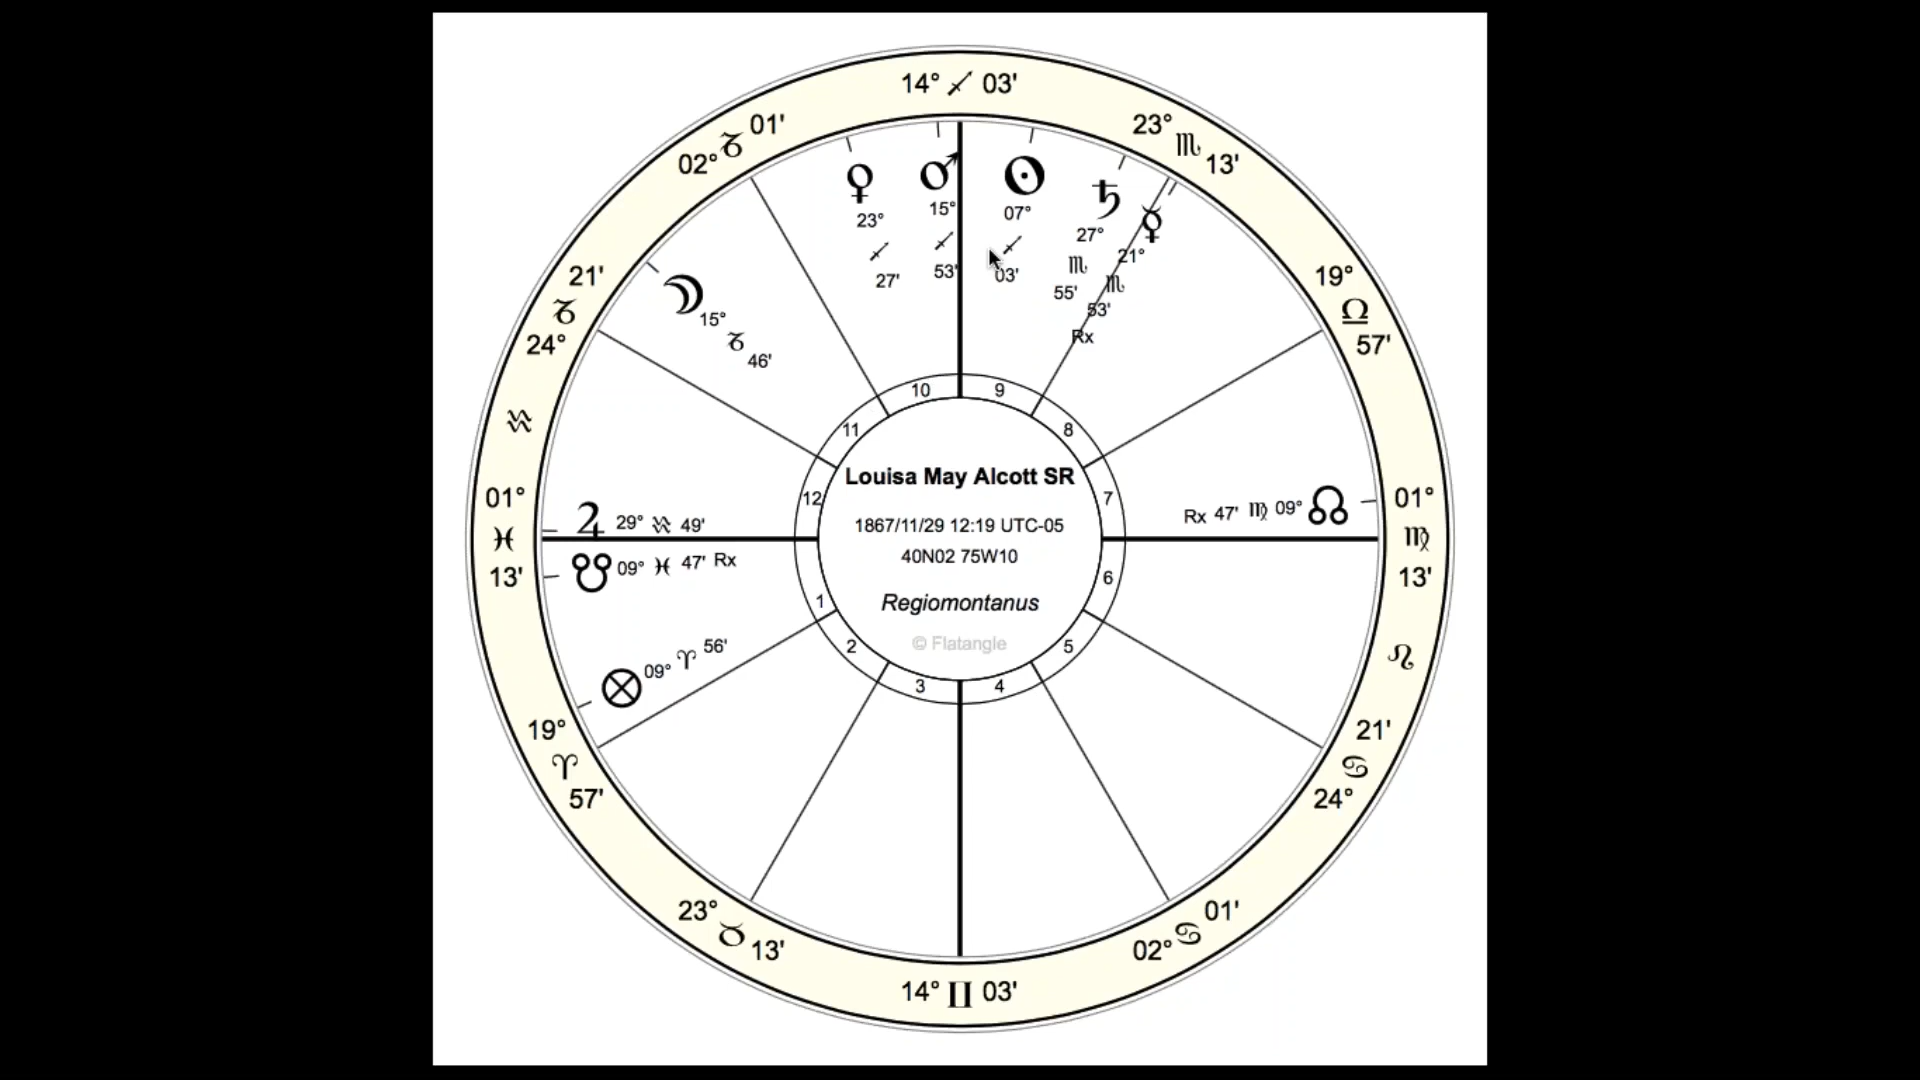 14° ♐ 03'
02° ♑ 01'
23° ♏ 13'
♀ 23° ♐ 27'
♂ 15° ♐ 53'
☉ 07° ♐ 03'
♄ 27° ♏ 55'
☿ 21° ♏ 53' Rx
☽ 15° ♑ 46'
24° ♑ 21'
19° ♎ 57'
♒
10
9
11
8
12
7
1
6
2
5
3
4
Louisa May Alcott SR
1867/11/29 12:19 UTC-05
40N02 75W10
Regiomontanus
© Flatangle
01° ♓ 13'
♃ 29° ♒ 49'
☋ 09° ♓ 47' Rx
Rx 47' ♍ 09° ☊
01° ♍ 13'
⊗ 09° ♈ 56'
♌
19° ♈ 57'
24° ♋ 21'
23° ♉ 13'
02° ♋ 01'
14° ♊ 03'